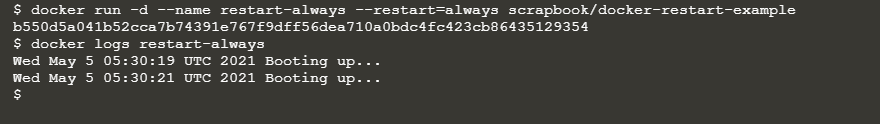 $ docker run -d --name restart-always --restart=always scrapbook/docker-restart-example
b550d5a041b52cca7b74391e767f9dff56dea710a0bdc4fc423cb86435129354
$ docker logs restart-always
Wed May 5 05:30:19 UTC 2021 Booting up...
Wed May 5 05:30:21 UTC 2021 Booting up...
$